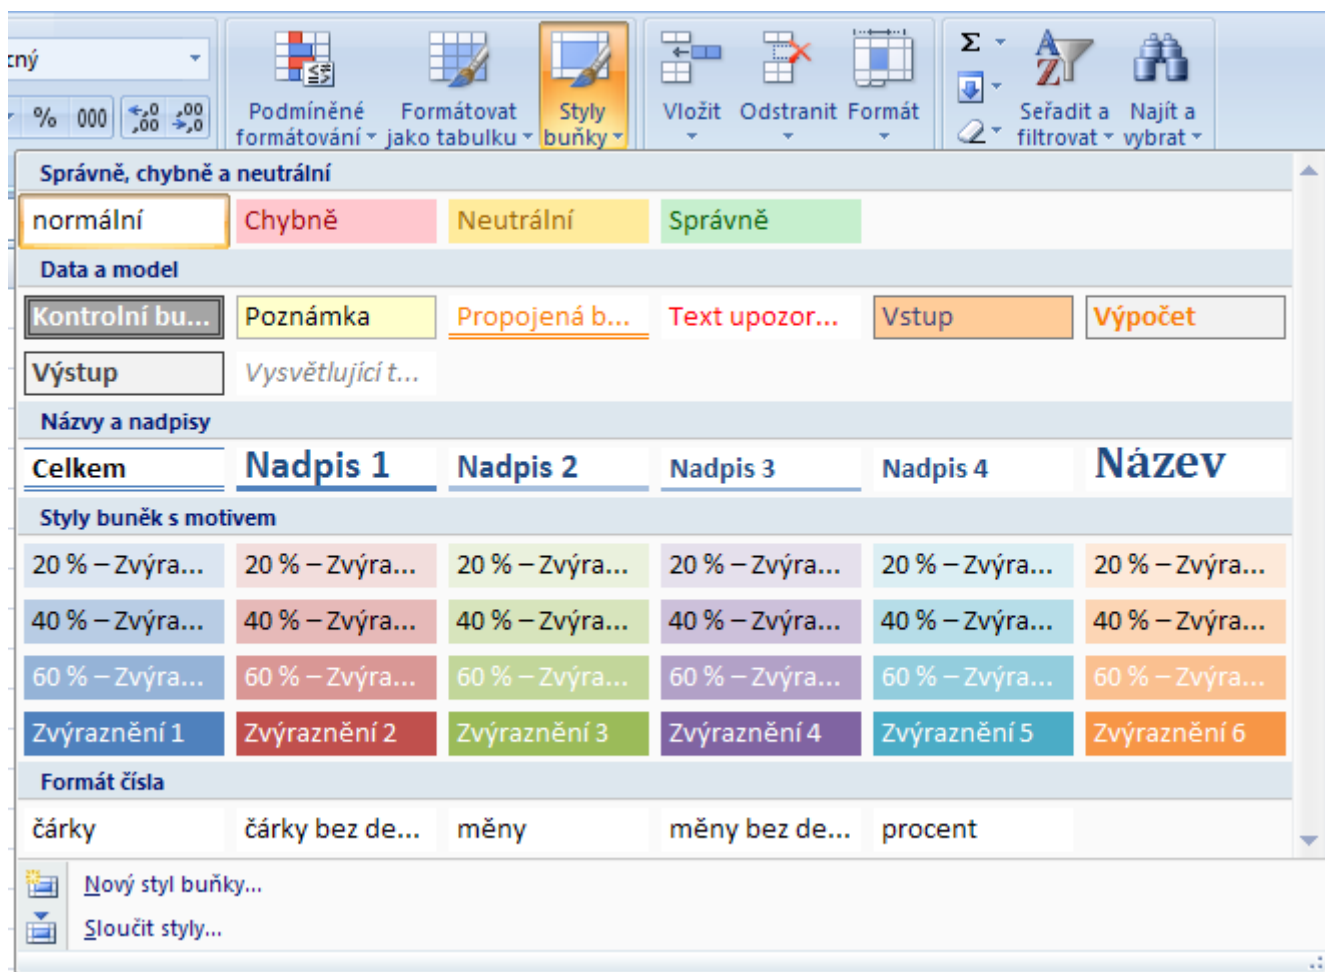 cný
Σ
% 000 ,0 ,00 ,00 ,0
Podmíněné formátování
Formátovat jako tabulku
Styly buňky
Vložit
Odstranit
Formát
Seřadit a filtrovat
Najít a vybrat
Správně, chybně a neutrální
normální Chybně Neutrální Správně
Data a model
Kontrolní bu... Poznámka Propojená b... Text upozor... Vstup Výpočet
Výstup Vysvětlující t...
Názvy a nadpisy
Celkem Nadpis 1 Nadpis 2 Nadpis 3 Nadpis 4 Název
Styly buněk s motivem
20 % – Zvýra... 20 % – Zvýra... 20 % – Zvýra... 20 % – Zvýra... 20 % – Zvýra... 20 % – Zvýra...
40 % – Zvýra... 40 % – Zvýra... 40 % – Zvýra... 40 % – Zvýra... 40 % – Zvýra... 40 % – Zvýra...
60 % – Zvýra... 60 % – Zvýra... 60 % – Zvýra... 60 % – Zvýra... 60 % – Zvýra... 60 % – Zvýra...
Zvýraznění 1 Zvýraznění 2 Zvýraznění 3 Zvýraznění 4 Zvýraznění 5 Zvýraznění 6
Formát čísla
čárky čárky bez de... měny měny bez de... procent
Nový styl buňky...
Sloučit styly...